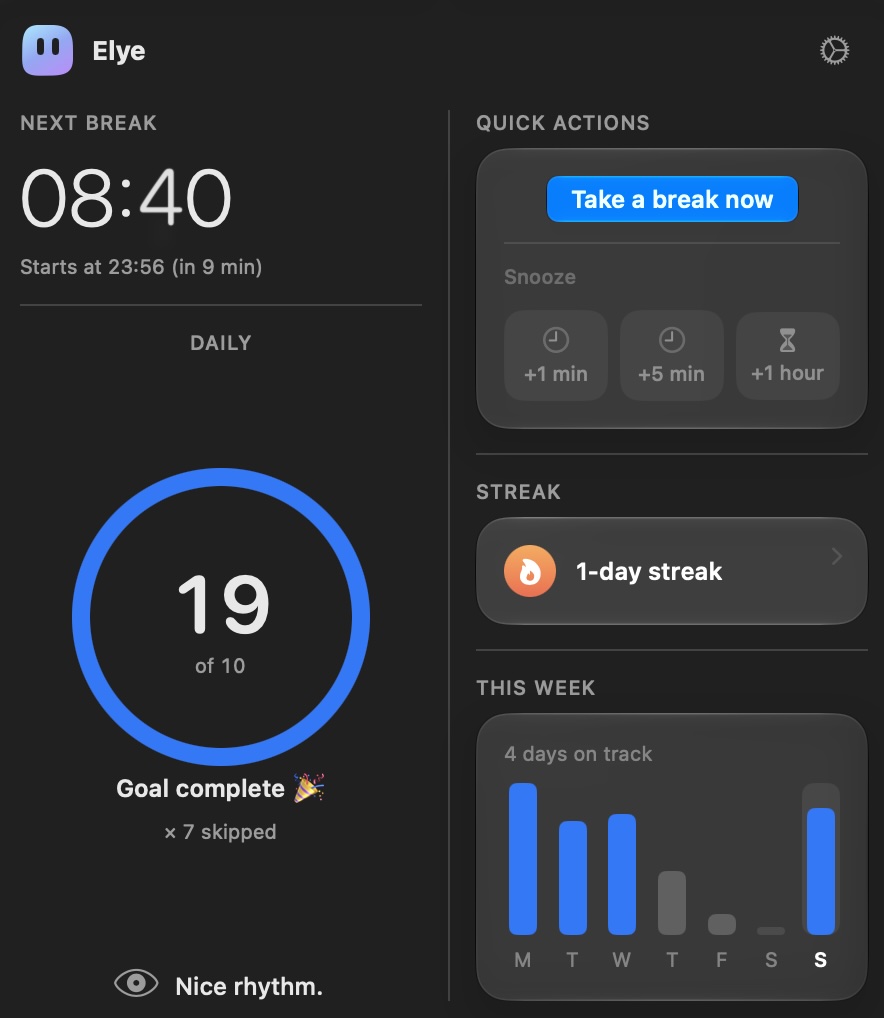 Elye
NEXT BREAK
08:40
Starts at 23:56 (in 9 min)
DAILY
19
of 10
Goal complete 🎉
× 7 skipped
Nice rhythm.
QUICK ACTIONS
Take a break now
Snooze
+1 min
+5 min
+1 hour
STREAK
1-day streak
THIS WEEK
4 days on track
M T W T F S S